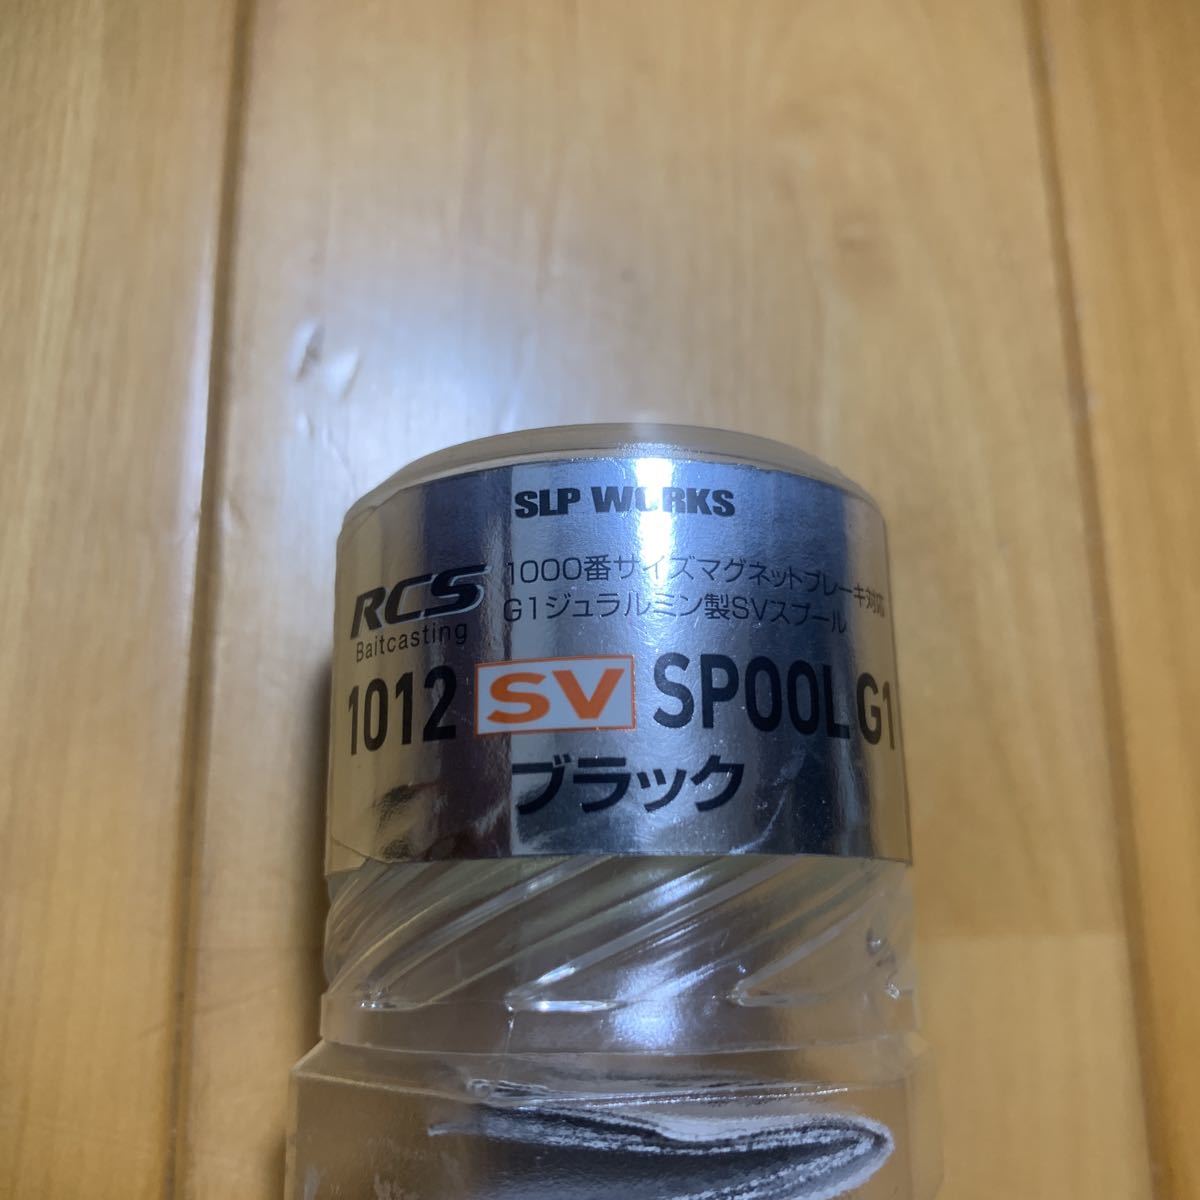 SLP WORKS
RCS
Baitcasting
1000番サイズマグネットブレーキ対応
G1ジュラルミン製SVスプール
1012 SV SPOOL G1
ブラック